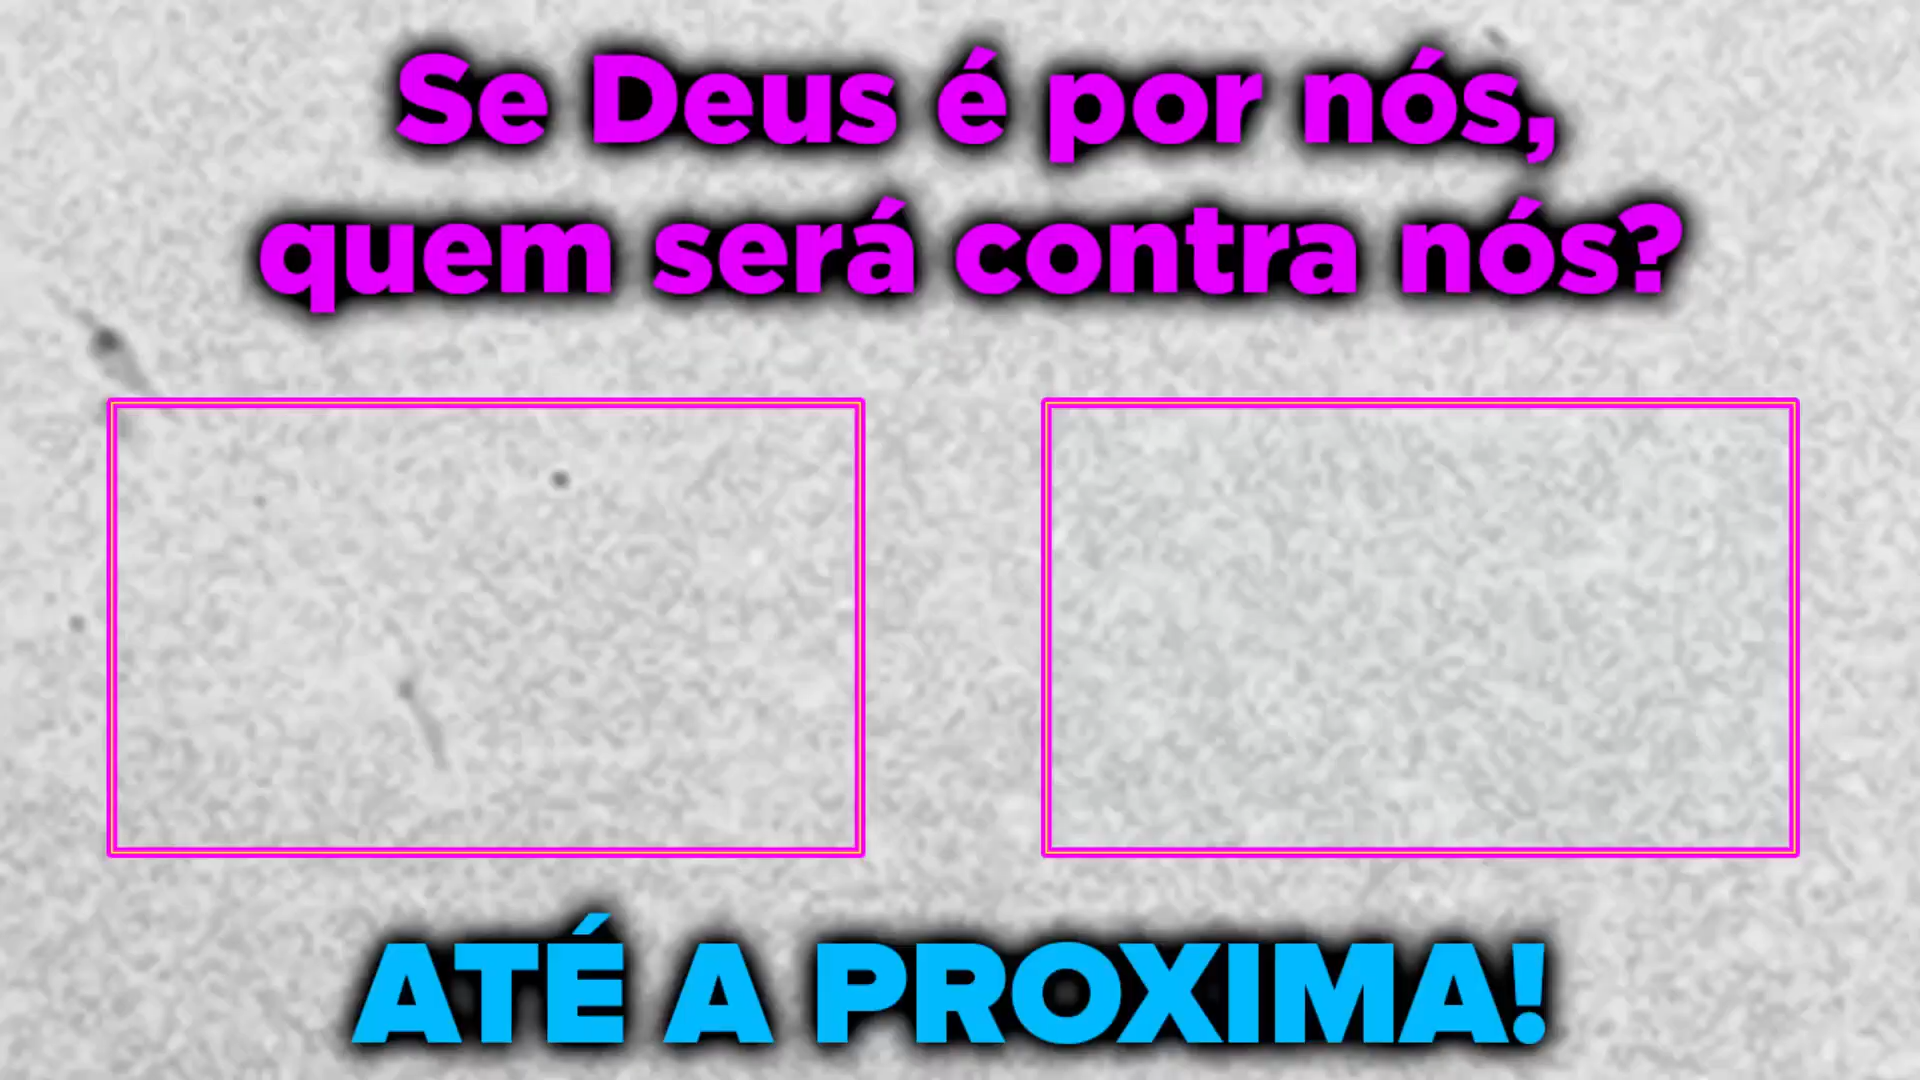 Se Deus é por nós,
quem será contra nós?
ATÉ A PROXIMA!